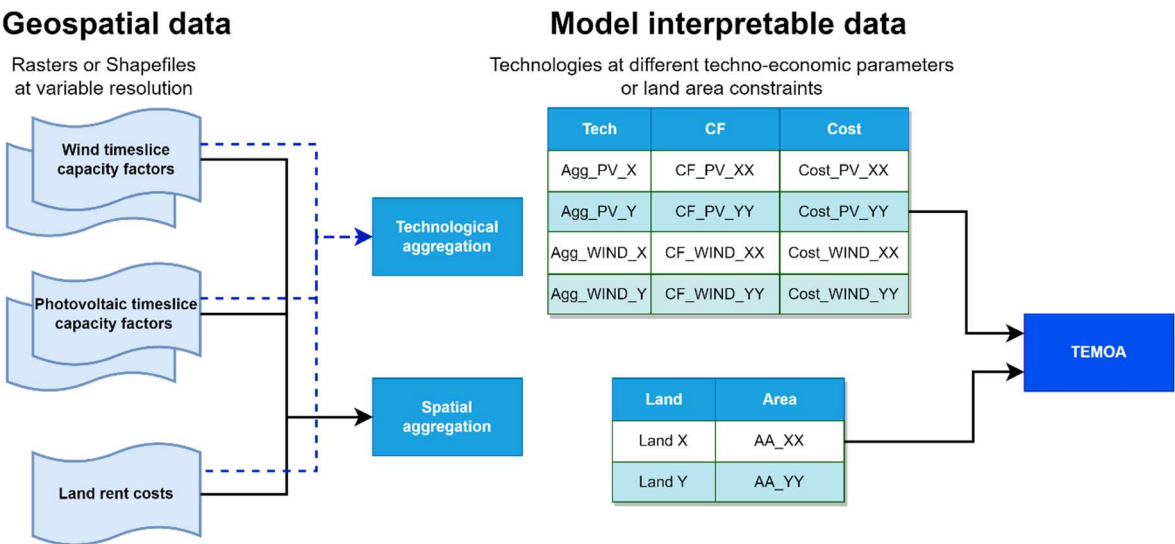 Geospatial data
Rasters or Shapefiles
at variable resolution
Wind timeslice
capacity factors
Photovoltaic timeslice
capacity factors
Land rent costs
Technological
aggregation
Spatial
aggregation
Model interpretable data
Technologies at different techno-economic parameters
or land area constraints
Tech CF Cost
Agg_PV_X CF_PV_XX Cost_PV_XX
Agg_PV_Y CF_PV_YY Cost_PV_YY
Agg_WIND_X CF_WIND_XX Cost_WIND_XX
Agg_WIND_Y CF_WIND_YY Cost_WIND_YY
Land Area
Land X AA_XX
Land Y AA_YY
TEMOA